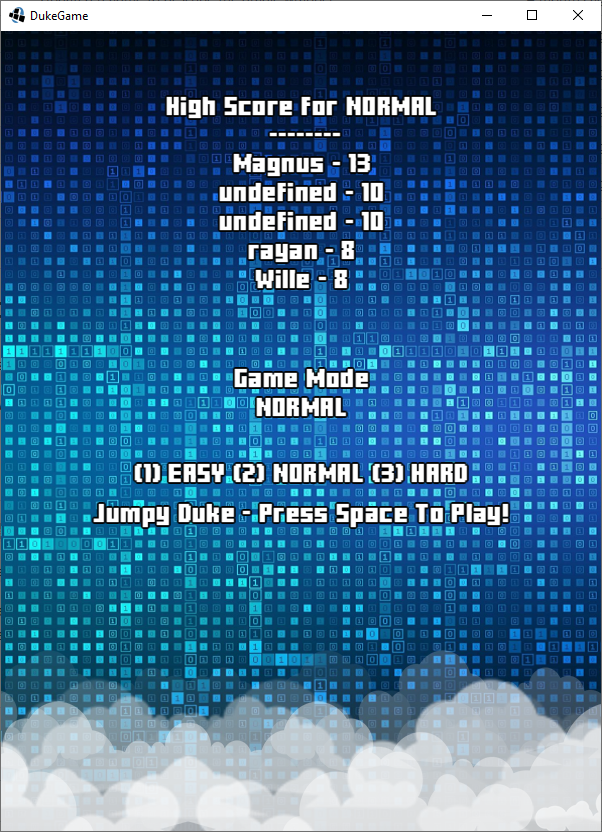 DukeGame
High Score for NORMAL
--------
Magnus - 13
undefined - 10
undefined - 10
rayan - 8
Wille - 8
Game Mode
NORMAL
(1) EASY (2) NORMAL (3) HARD
Jumpy Duke - Press Space To Play!